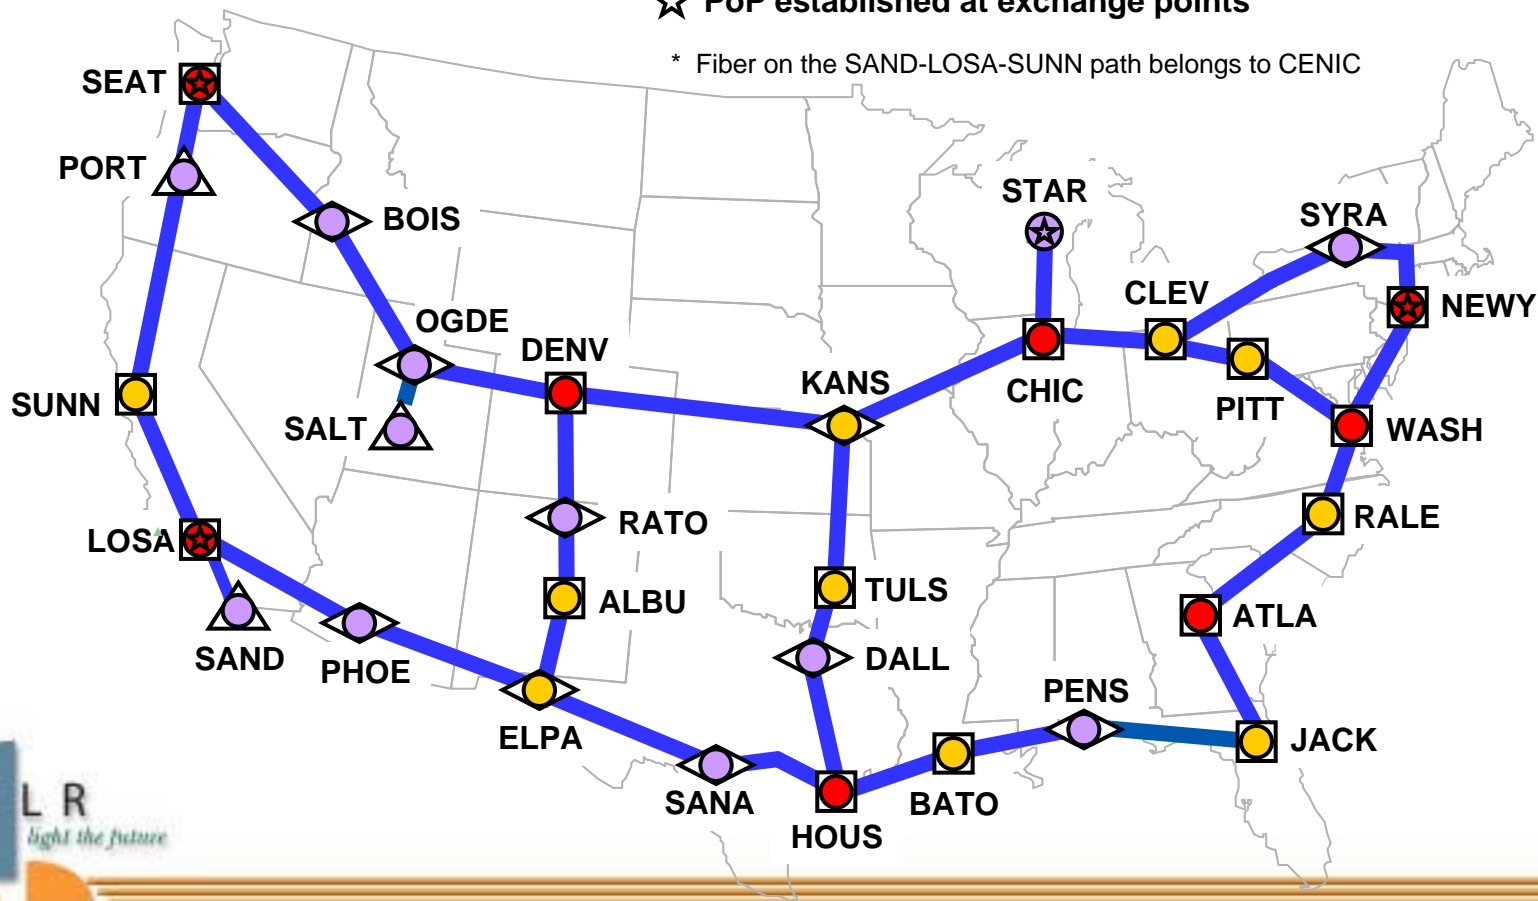 ☆ PoP established at exchange points
* Fiber on the SAND-LOSA-SUNN path belongs to CENIC
SEAT
PORT
BOIS
STAR
SYRA
CLEV
NEWY
OGDE
DENV
KANS
CHIC
PITT
SUNN
SALT
WASH
LOSA
RATO
RALE
ALBU
TULS
ATLA
SAND
PHOE
DALL
PENS
ELPA
JACK
SANA
BATO
HOUS
L R
light the future